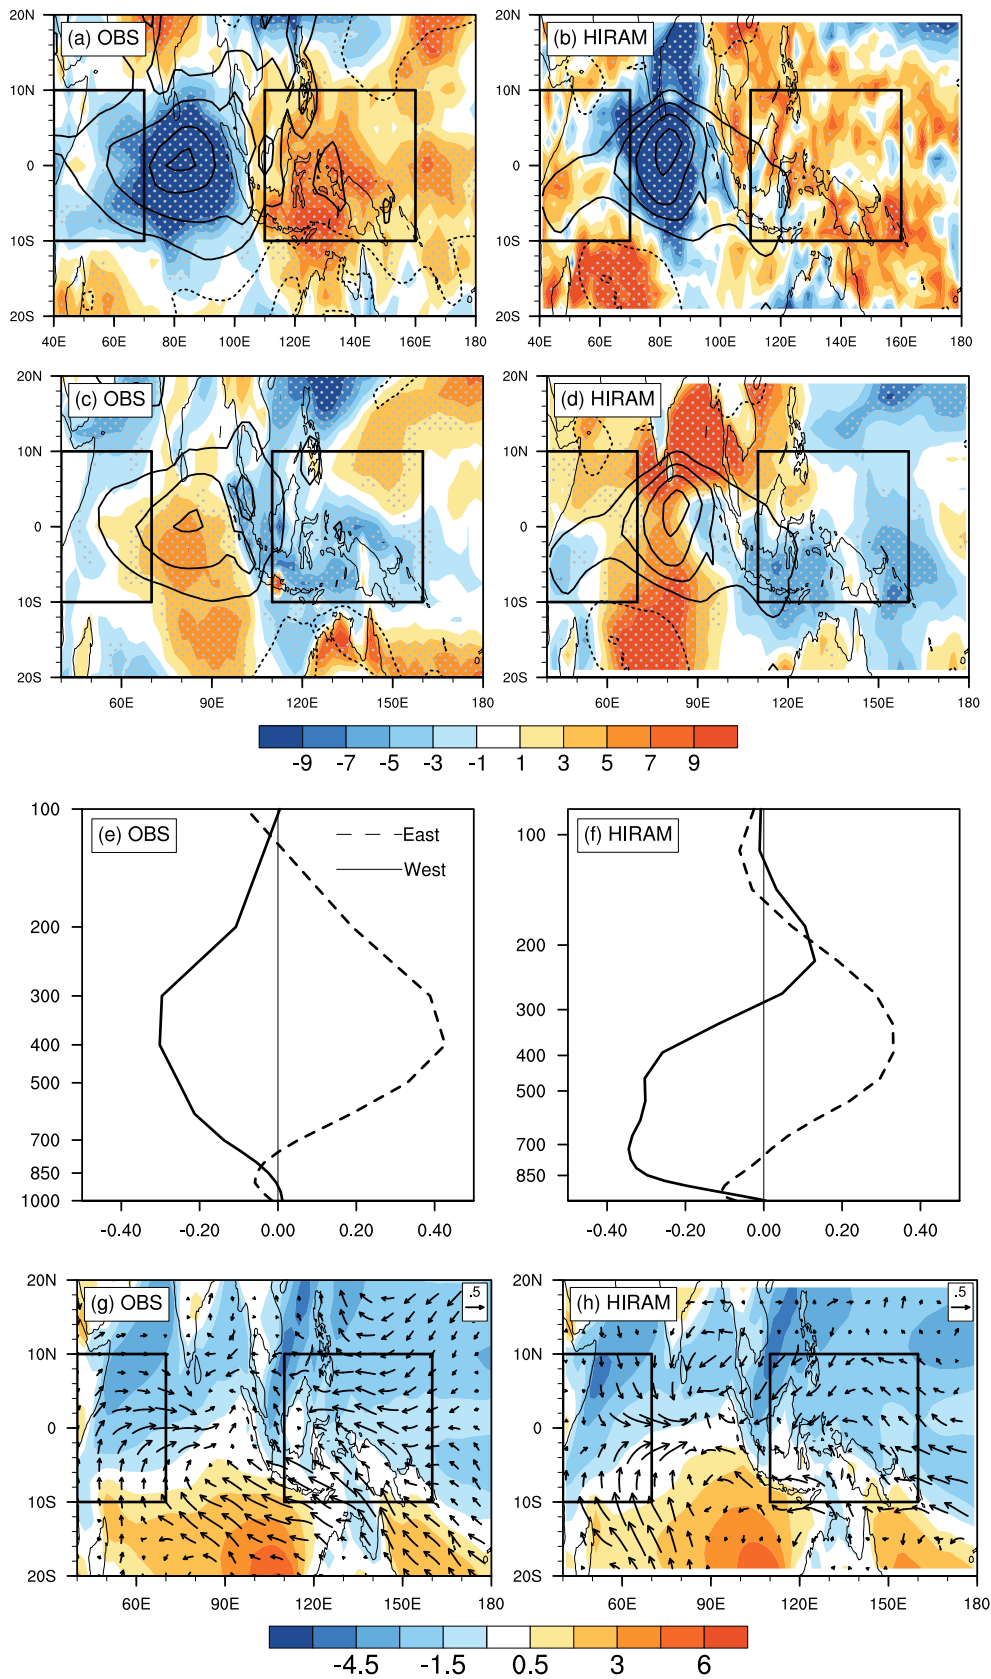 (a) OBS
(b) HIRAM
20N
10N
0
10S
20S
20N
10N
0
10S
20S
40E 60E 80E 100E 120E 140E 160E 180
40E 60E 80E 100E 120E 140E 160E 180
(c) OBS
(d) HIRAM
20N
10N
0
10S
20S
20N
10N
0
10S
20S
60E 90E 120E 150E 180
60E 90E 120E 150E 180
-9 -7 -5 -3 -1 1 3 5 7 9
(e) OBS
East
West
(f) HIRAM
100
200
300
400
500
700
850
1000
100
200
300
400
500
700
850
-0.40 -0.20 0.00 0.20 0.40
-0.40 -0.20 0.00 0.20 0.40
(g) OBS
.5
(h) HIRAM
.5
20N
10N
0
10S
20S
20N
10N
0
10S
20S
60E 90E 120E 150E 180
60E 90E 120E 150E 180
-4.5 -1.5 0.5 3 6